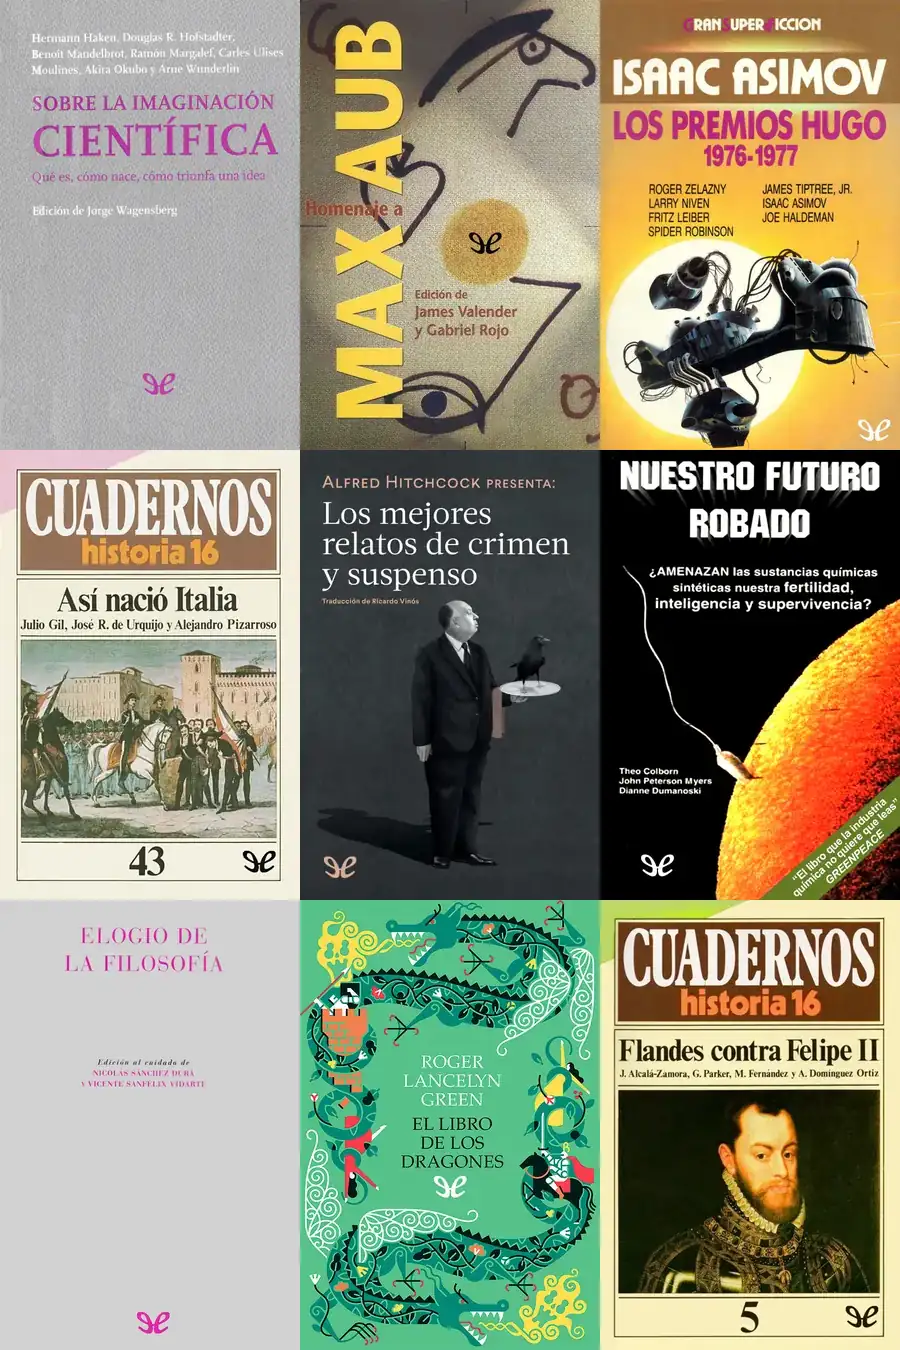 Hermann Haken, Douglas R. Hofstadter,
Benoît Mandelbrot, Ramón Margalef, Carles Ulises
Moulines, Akira Okubo y Arne Wunderlin
SOBRE LA IMAGINACIÓN
CIENTÍFICA
Qué es, cómo nace, cómo triunfa una idea
Edición de Jorge Wagensberg
Homenaje a
MAX AUB
Edición de
James Valender
y Gabriel Rojo
GRAN SUPER FICCION
ISAAC ASIMOV
LOS PREMIOS HUGO
1976-1977
ROGER ZELAZNY
LARRY NIVEN
FRITZ LEIBER
SPIDER ROBINSON
JAMES TIPTREE, JR.
ISAAC ASIMOV
JOE HALDEMAN
CUADERNOS
historia 16
Así nació Italia
Julio Gil, José R. de Urquijo y Alejandro Pizarroso
43
ALFRED HITCHCOCK PRESENTA:
Los mejores
relatos de crimen
y suspenso
Traducción de Ricardo Vinós
NUESTRO FUTURO
ROBADO
¿AMENAZAN las sustancias químicas
sintéticas nuestra fertilidad,
inteligencia y supervivencia?
Theo Colborn
John Peterson Myers
Dianne Dumanoski
"El libro que la industria
química no quiere que leas"
GREENPEACE
ELOGIO DE
LA FILOSOFÍA
Edición al cuidado de
NICOLÁS SÁNCHEZ DURÁ
Y VICENTE SANFÉLIX VIDARTE
ROGER
LANCELYN
GREEN
EL LIBRO
DE LOS
DRAGONES
CUADERNOS
historia 16
Flandes contra Felipe II
J. Alcalá-Zamora, G. Parker, M. Fernández y A. Domínguez Ortiz
5